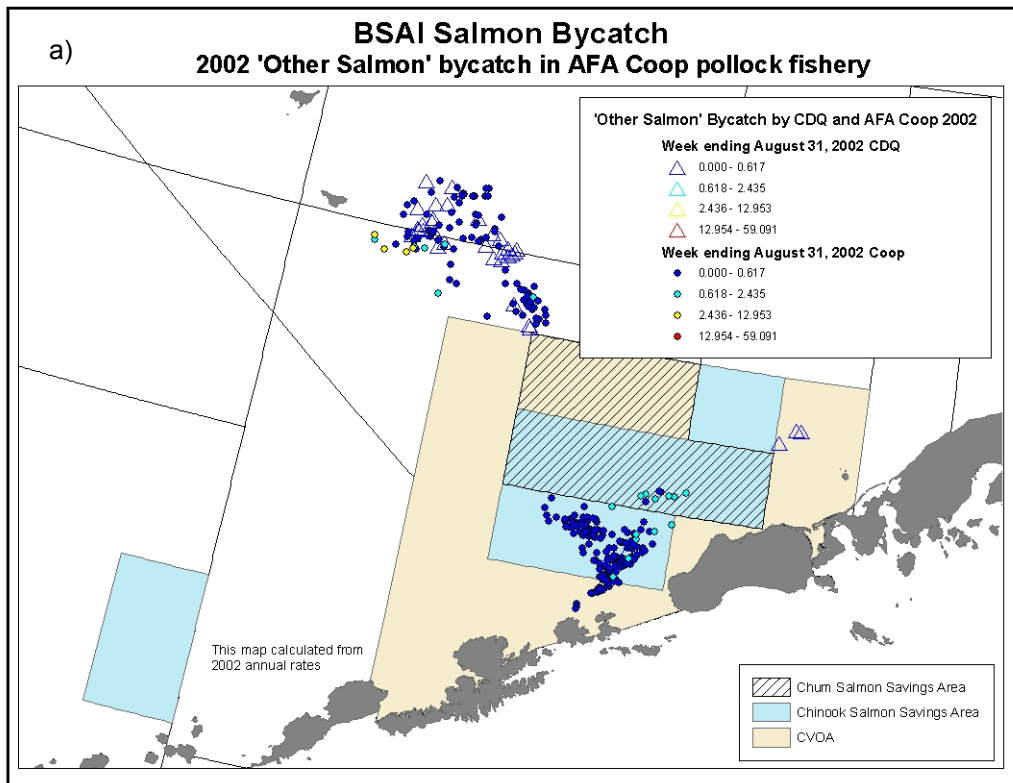 a)
BSAI Salmon Bycatch
2002 'Other Salmon' bycatch in AFA Coop pollock fishery
'Other Salmon' Bycatch by CDQ and AFA Coop 2002
Week ending August 31, 2002 CDQ
0.000 - 0.617
0.618 - 2.435
2.436 - 12.953
12.954 - 59.091
Week ending August 31, 2002 Coop
0.000 - 0.617
0.618 - 2.435
2.436 - 12.953
12.954 - 59.091
This map calculated from
2002 annual rates
Chum Salmon Savings Area
Chinook Salmon Savings Area
CVOA